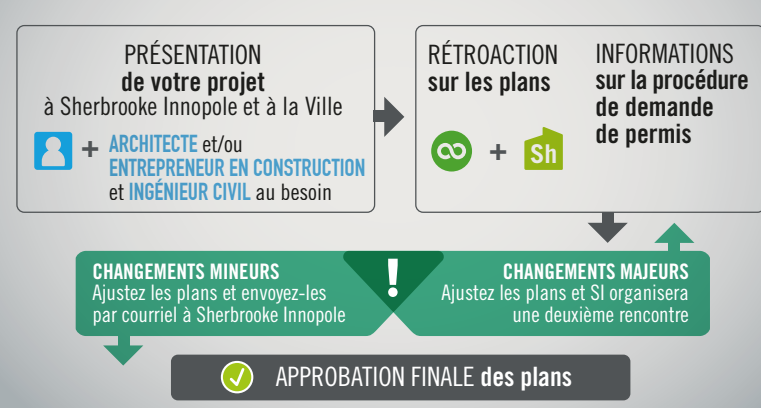 PRÉSENTATION
de votre projet
à Sherbrooke Innopole et à la Ville
+ ARCHITECTE et/ou
ENTREPRENEUR EN CONSTRUCTION
et INGÉNIEUR CIVIL au besoin
RÉTROACTION
sur les plans
+ Sh
INFORMATIONS
sur la procédure
de demande
de permis
CHANGEMENTS MINEURS
Ajustez les plans et envoyez-les
par courriel à Sherbrooke Innopole
!
CHANGEMENTS MAJEURS
Ajustez les plans et SI organisera
une deuxième rencontre
APPROBATION FINALE des plans